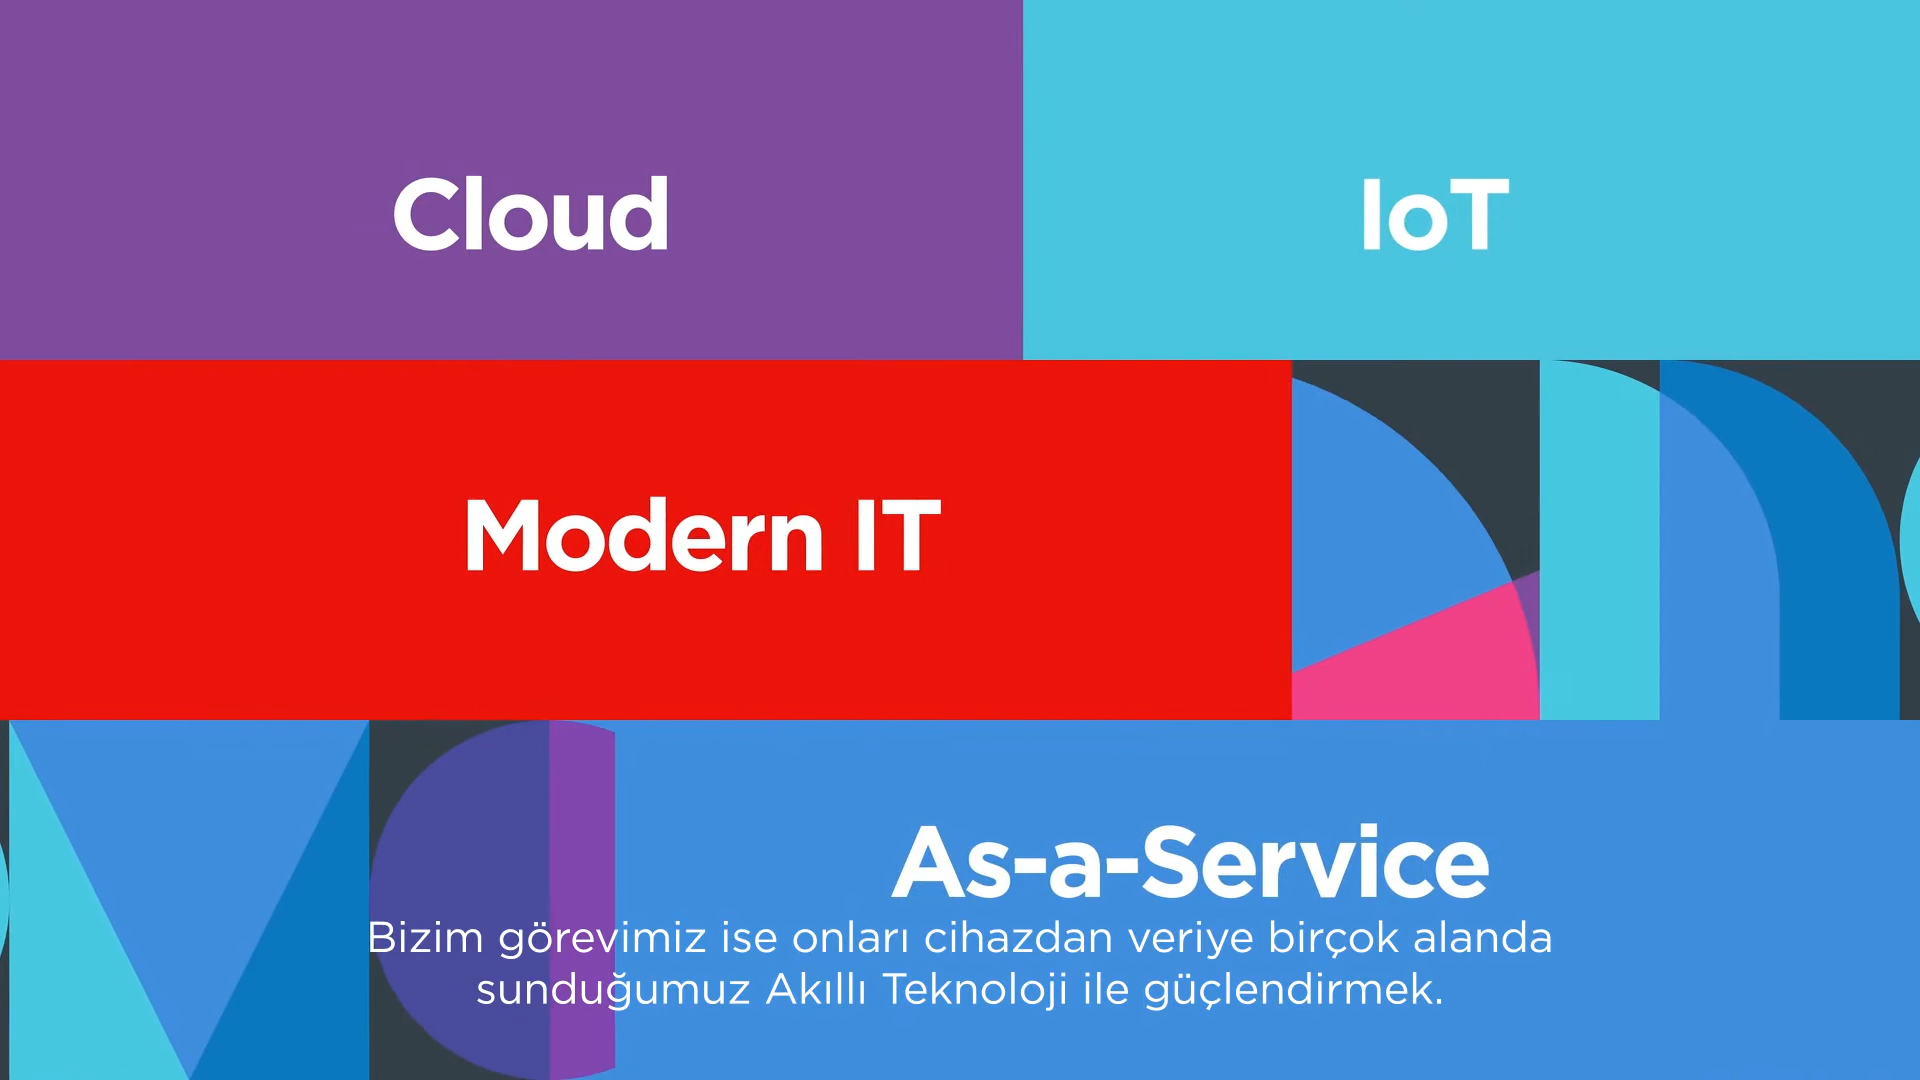 Cloud
IoT
Modern IT
As-a-Service
Bizim görevimiz ise onları cihazdan veriye birçok alanda
sunduğumuz Akıllı Teknoloji ile güçlendirmek.